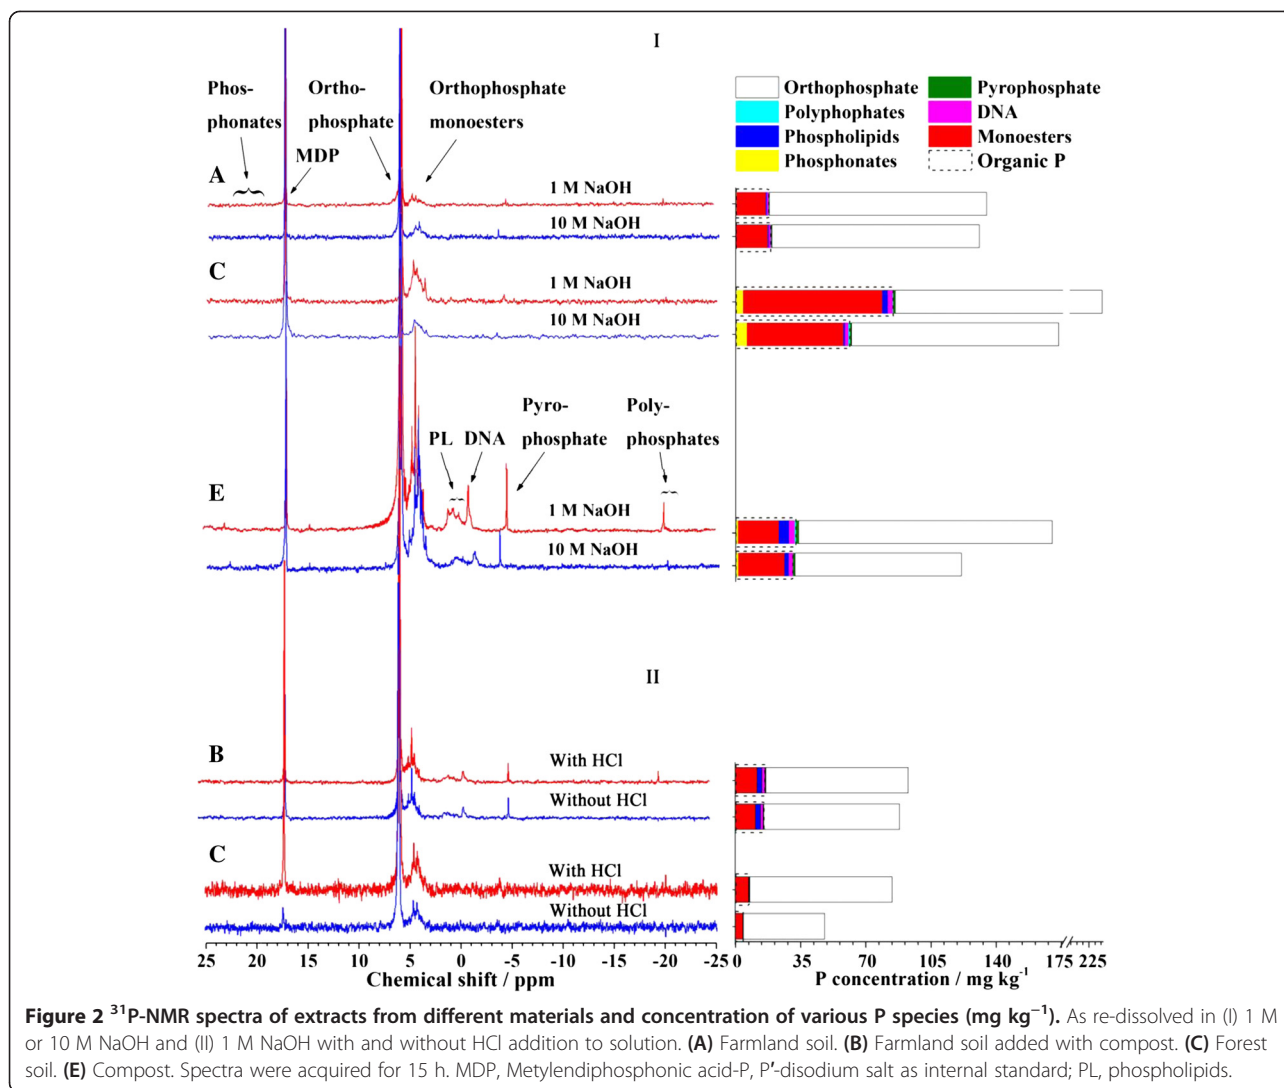 I
Phos-
phonates
Ortho-
phosphate
Orthophosphate
monoesters
MDP
A
1 M NaOH
10 M NaOH
C
1 M NaOH
10 M NaOH
PL
DNA
Pyro-
phosphate
Poly-
phosphates
E
1 M NaOH
10 M NaOH
Orthophosphate
Pyrophosphate
Polyphophates
DNA
Phospholipids
Monoesters
Phosphonates
Organic P
II
B
With HCl
Without HCl
C
With HCl
Without HCl
25 20 15 10 5 0 -5 -10 -15 -20 -25
Chemical shift / ppm
0 35 70 105 140 175 225
P concentration / mg kg⁻¹
Figure 2 ³¹P-NMR spectra of extracts from different materials and concentration of various P species (mg kg⁻¹). As re-dissolved in (I) 1 M
or 10 M NaOH and (II) 1 M NaOH with and without HCl addition to solution. (A) Farmland soil. (B) Farmland soil added with compost. (C) Forest
soil. (E) Compost. Spectra were acquired for 15 h. MDP, Metylendiphosphonic acid-P, P′-disodium salt as internal standard; PL, phospholipids.